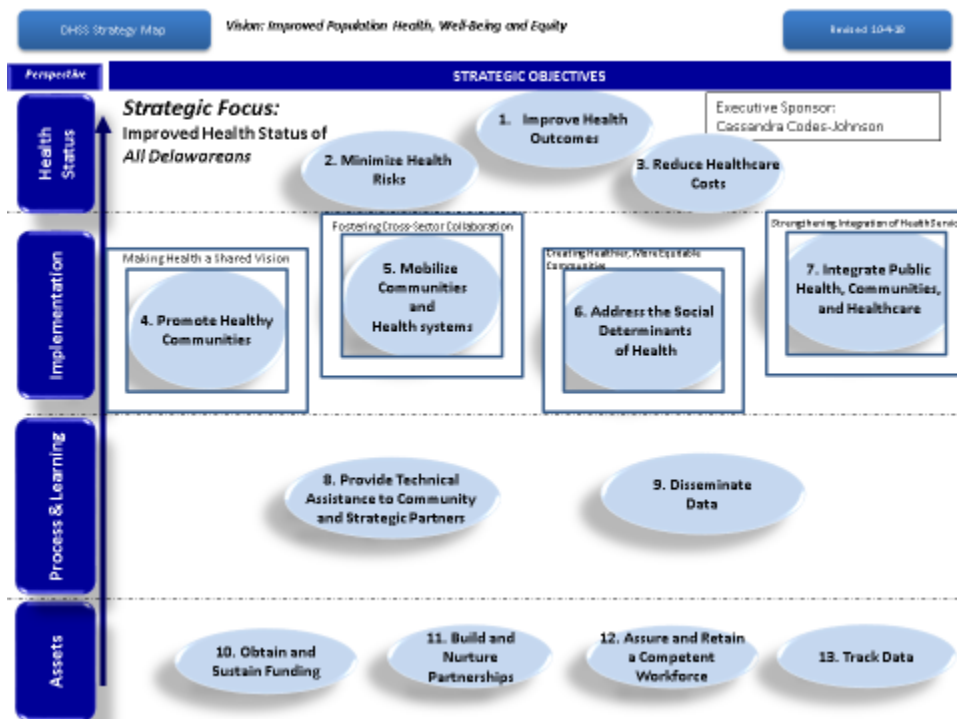 DHSS Strategy Map
Vision: Improved Population Health, Well-Being and Equity
Revised 10-4-18
Perspective
STRATEGIC OBJECTIVES
Health
Status
Strategic Focus:
Improved Health Status of
All Delawareans
1. Improve Health
Outcomes
Executive Sponsor:
Cassandra Codes-Johnson
2. Minimize Health
Risks
3. Reduce Healthcare
Costs
Implementation
Making Health a Shared Vision
4. Promote Healthy
Communities
Fostering Cross-Sector Collaboration
5. Mobilize
Communities
and
Health systems
Creating Healthier, More Equitable
Communities
6. Address the Social
Determinants
of Health
Strengthening Integration of Health Servic
7. Integrate Public
Health, Communities,
and Healthcare
Process & Learning
8. Provide Technical
Assistance to Community
and Strategic Partners
9. Disseminate
Data
Assets
10. Obtain and
Sustain Funding
11. Build and
Nurture
Partnerships
12. Assure and Retain
a Competent
Workforce
13. Track Data